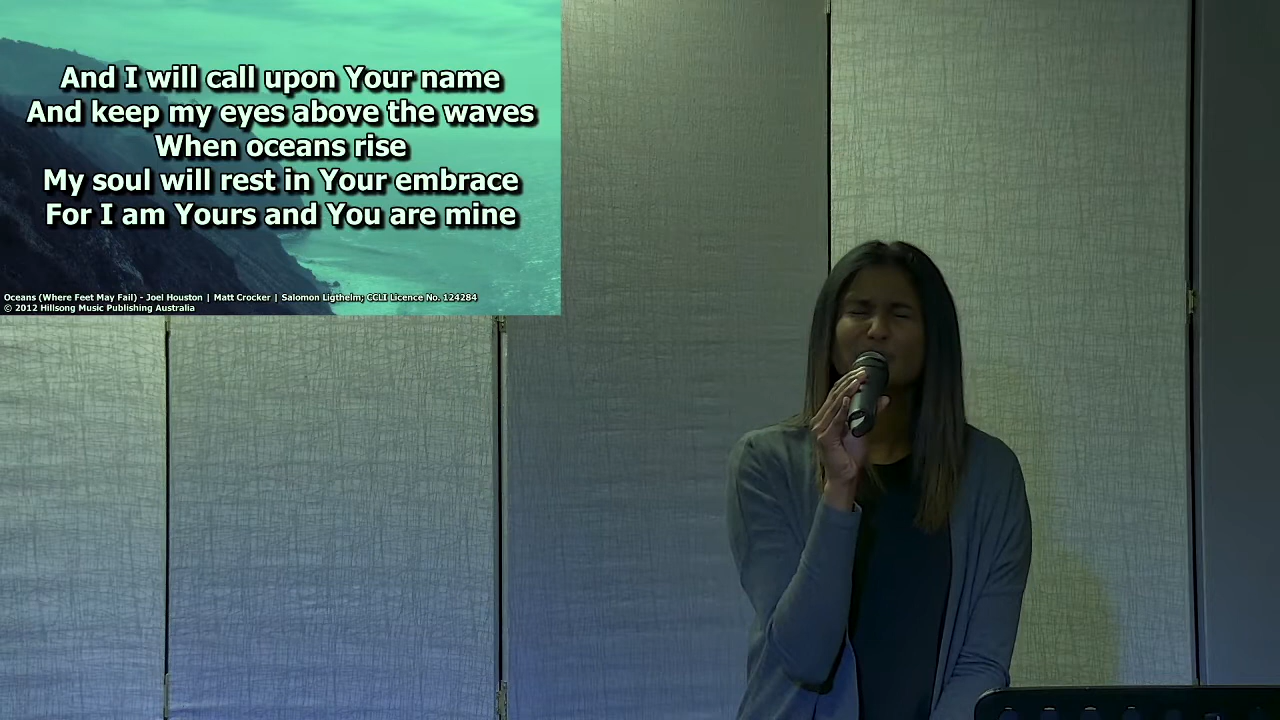 And I will call upon Your name
And keep my eyes above the waves
When oceans rise
My soul will rest in Your embrace
For I am Yours and You are mine
Oceans (Where Feet May Fail) - Joel Houston | Matt Crocker | Salomon Ligthelm; CCLI Licence No. 124284
© 2012 Hillsong Music Publishing Australia